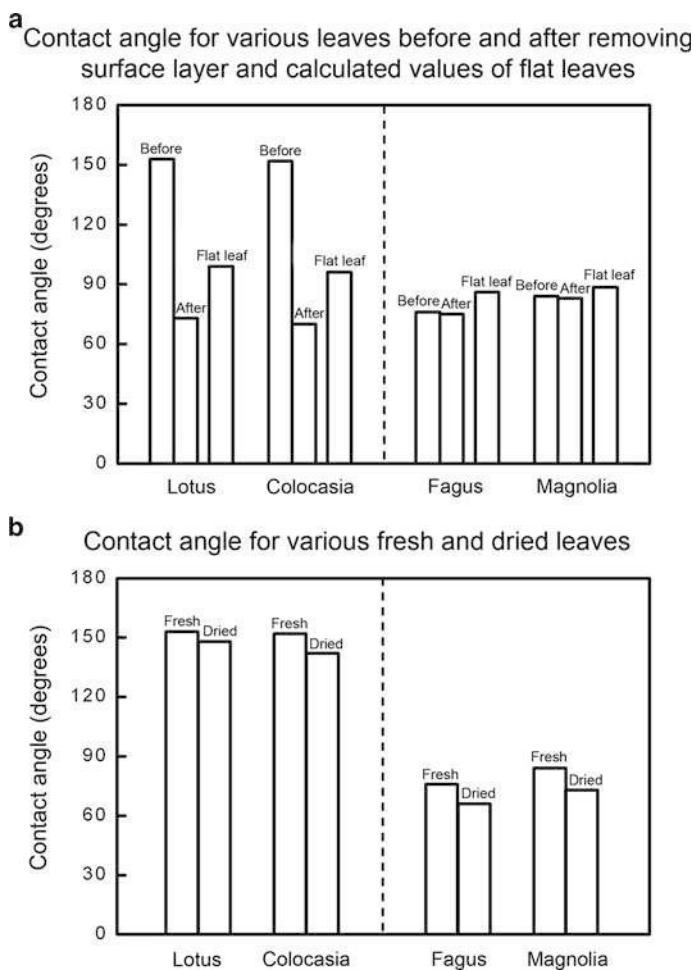 a
Contact angle for various leaves before and after removing
surface layer and calculated values of flat leaves
180
150
120
90
60
30
0
Contact angle (degrees)
Before
After
Flat leaf
Before
After
Flat leaf
Before
After
Flat leaf
Before
After
Flat leaf
Lotus
Colocasia
Fagus
Magnolia
b
Contact angle for various fresh and dried leaves
180
150
120
90
60
30
0
Contact angle (degrees)
Fresh
Dried
Fresh
Dried
Fresh
Dried
Fresh
Dried
Lotus
Colocasia
Fagus
Magnolia